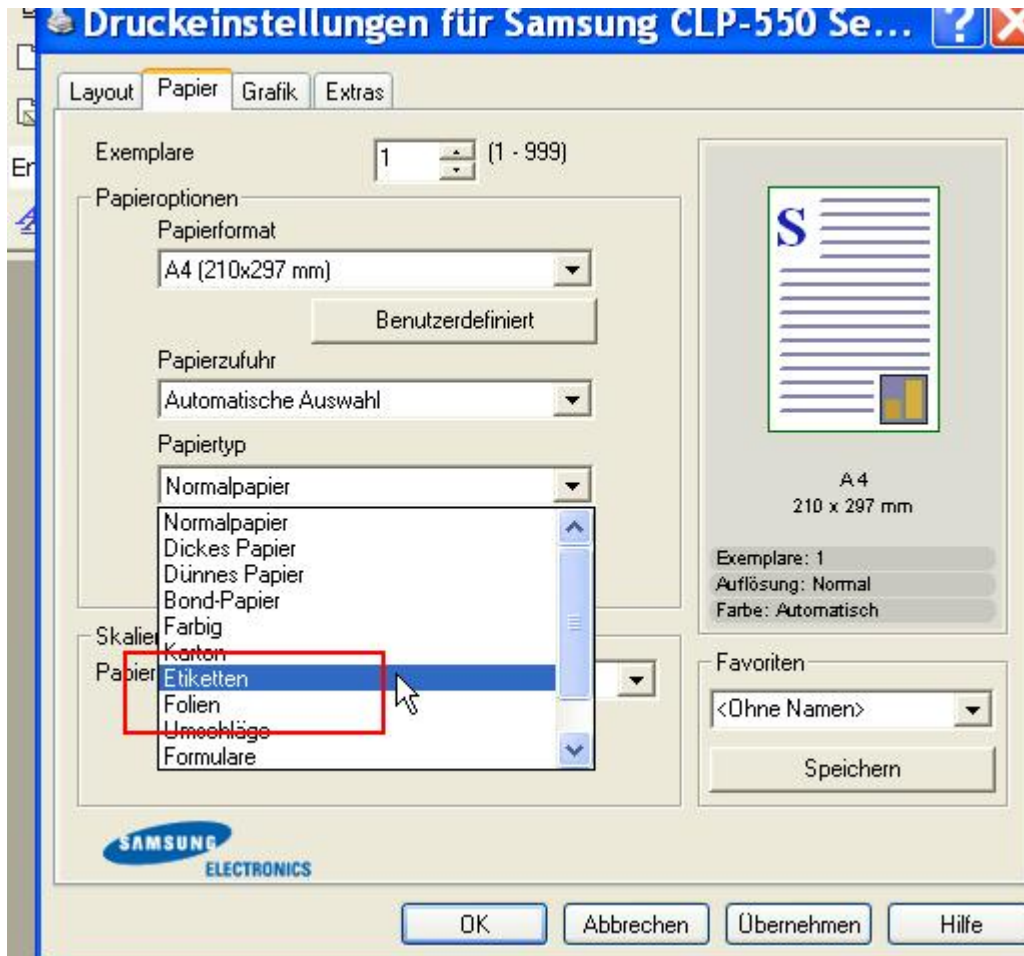 Druckeinstellungen für Samsung CLP-550 Se...
Layout Papier Grafik Extras
Exemplare 1 (1 - 999)
Papieroptionen
Papierformat
A4 (210x297 mm)
Benutzerdefiniert
Papierzufuhr
Automatische Auswahl
Papiertyp
Normalpapier
Normalpapier
Dickes Papier
Dünnes Papier
Bond-Papier
Farbig
Karton
Etiketten
Folien
Umschläge
Formulare
S
A4
210 x 297 mm
Exemplare: 1
Auflösung: Normal
Farbe: Automatisch
Favoriten
<Ohne Namen>
Speichern
SAMSUNG
ELECTRONICS
OK Abbrechen Übernehmen Hilfe